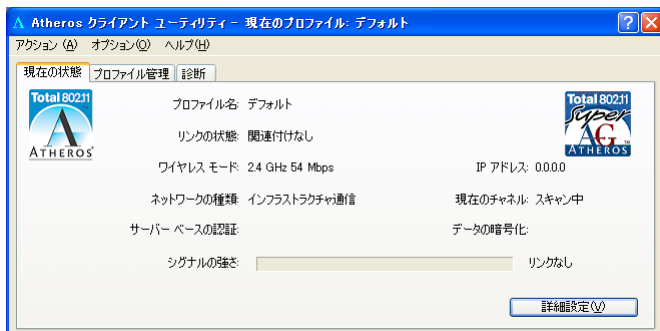 Atheros クライアント ユーティリティ - 現在のプロファイル: デフォルト
アクション (A) オプション(O) ヘルプ(H)
現在の状態 プロファイル管理 診断
Total 802.11
ATHEROS
Total 802.11
Super
AG
ATHEROS
プロファイル名: デフォルト
リンクの状態: 関連付けなし
ワイヤレス モード: 2.4 GHz 54 Mbps IP アドレス: 0.0.0.0
ネットワークの種類: インフラストラクチャ通信 現在のチャネル: スキャン中
サーバー ベースの認証: データの暗号化:
シグナルの強さ: リンクなし
詳細設定(V)